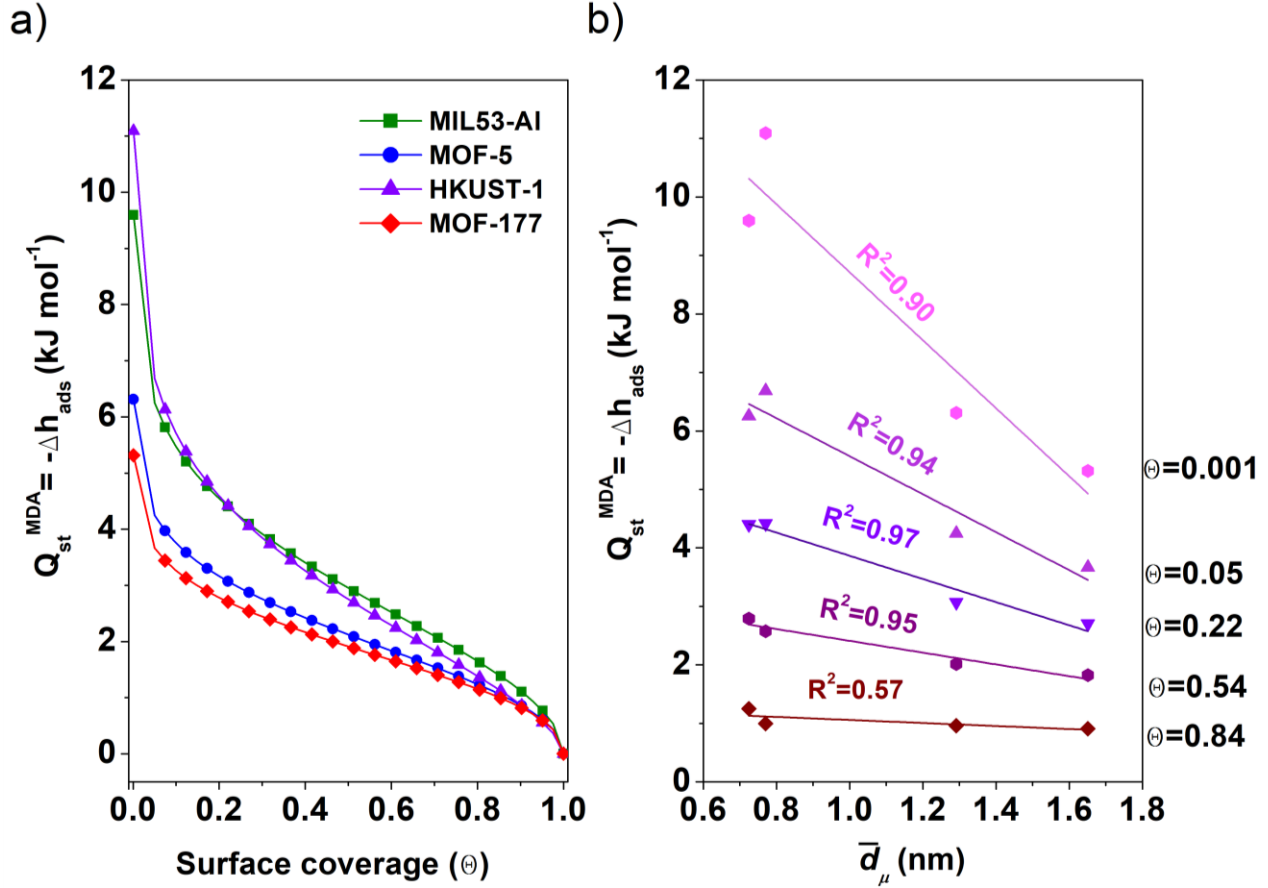 a)
Q_st^MDA = -Δh_ads (kJ mol^-1)
12
10
8
6
4
2
0
MIL53-Al
MOF-5
HKUST-1
MOF-177
0.0 0.2 0.4 0.6 0.8 1.0
Surface coverage (Θ)
b)
Q_st^MDA = -Δh_ads (kJ mol^-1)
12
10
8
6
4
2
0
R²=0.90
R²=0.94
R²=0.97
R²=0.95
R²=0.57
Θ=0.001
Θ=0.05
Θ=0.22
Θ=0.54
Θ=0.84
0.6 0.8 1.0 1.2 1.4 1.6 1.8
d̅_μ (nm)